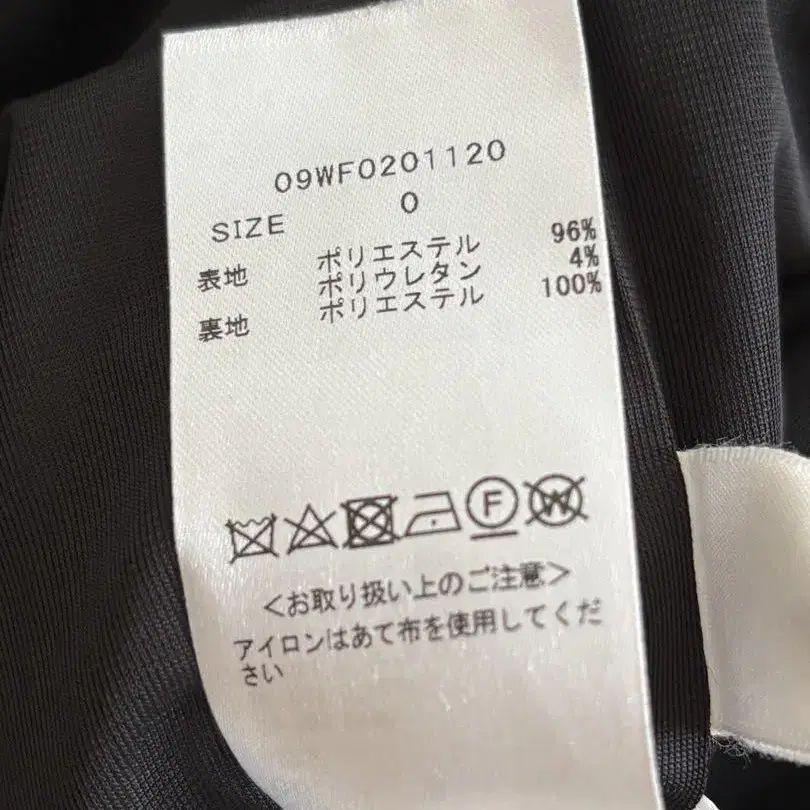 09WF0201120
SIZE 0
表地 ポリエステル 96%
ポリウレタン 4%
裏地 ポリエステル 100%
F W
<お取り扱い上のご注意>
アイロンはあて布を使用してくだ
さい